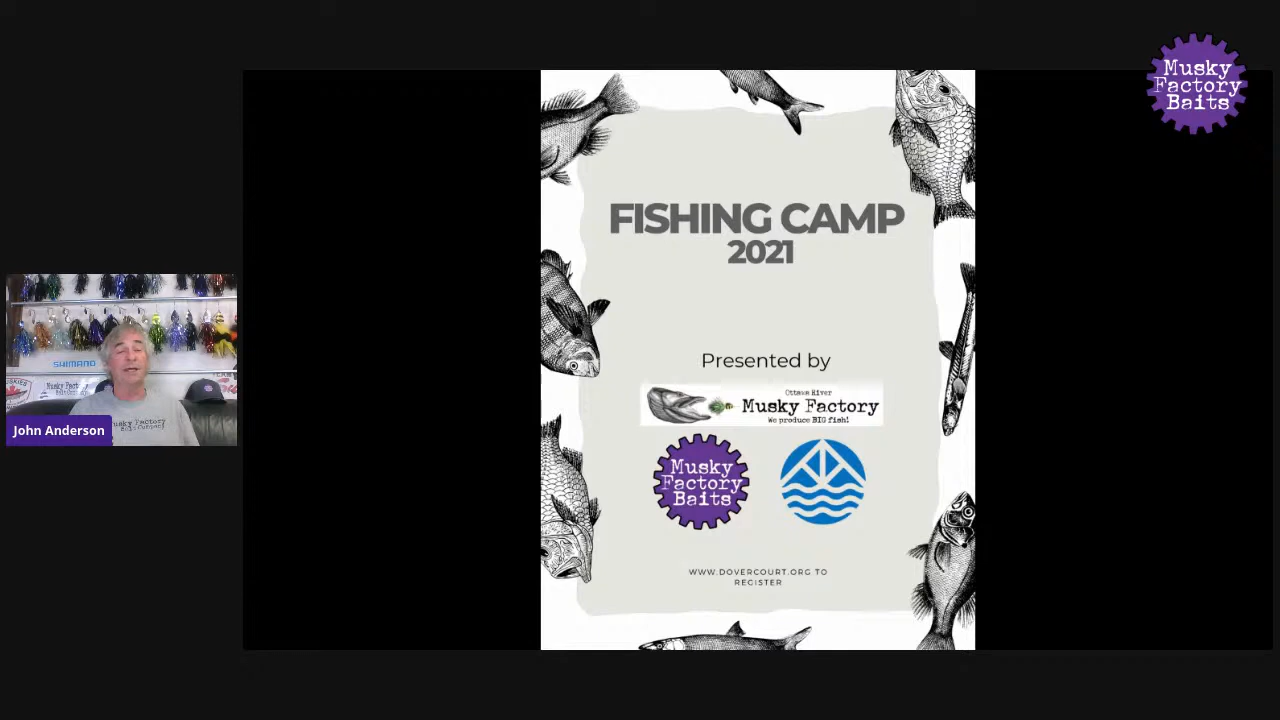 Musky
Factory
Baits
FISHING CAMP
2021
Presented by
Ottawa River
Musky Factory
We produce BIG fish!
Musky
Factory
Baits
WWW.DOVERCOURT.ORG TO
REGISTER
SHIMANO
John Anderson